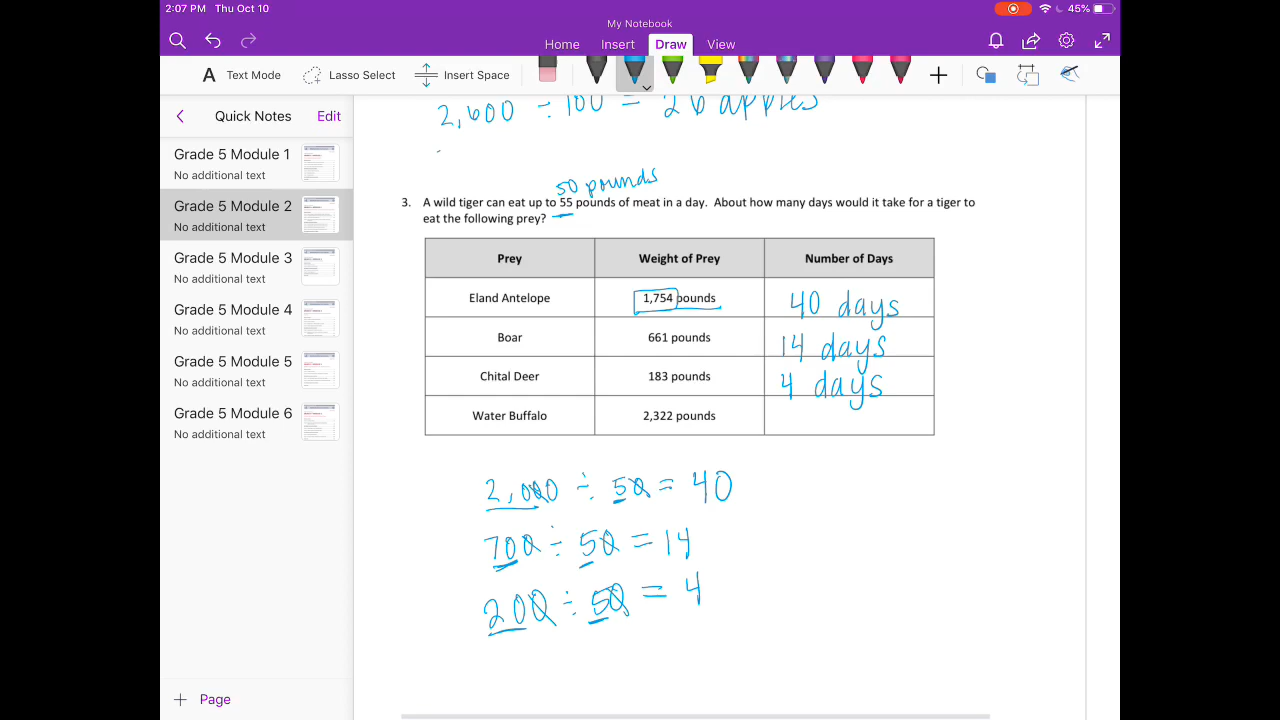 2:07 PM Thu Oct 10
45%
My Notebook
Home Insert Draw View
A Text Mode Lasso Select Insert Space
Quick Notes Edit
Grade 5 Module 1
No additional text
Grade 5 Module 2
No additional text
Grade 5 Module 3
No additional text
Grade 5 Module 4
No additional text
Grade 5 Module 5
No additional text
Grade 5 Module 6
No additional text
+ Page
2,600 ÷ 100 = 26 apples
50 pounds
3. A wild tiger can eat up to 55 pounds of meat in a day. About how many days would it take for a tiger to
eat the following prey?
Prey Weight of Prey Number of Days
Eland Antelope 1,754 pounds 40 days
Boar 661 pounds 14 days
Chital Deer 183 pounds 4 days
Water Buffalo 2,322 pounds
2,000 ÷ 50 = 40
700 ÷ 50 = 14
200 ÷ 50 = 4